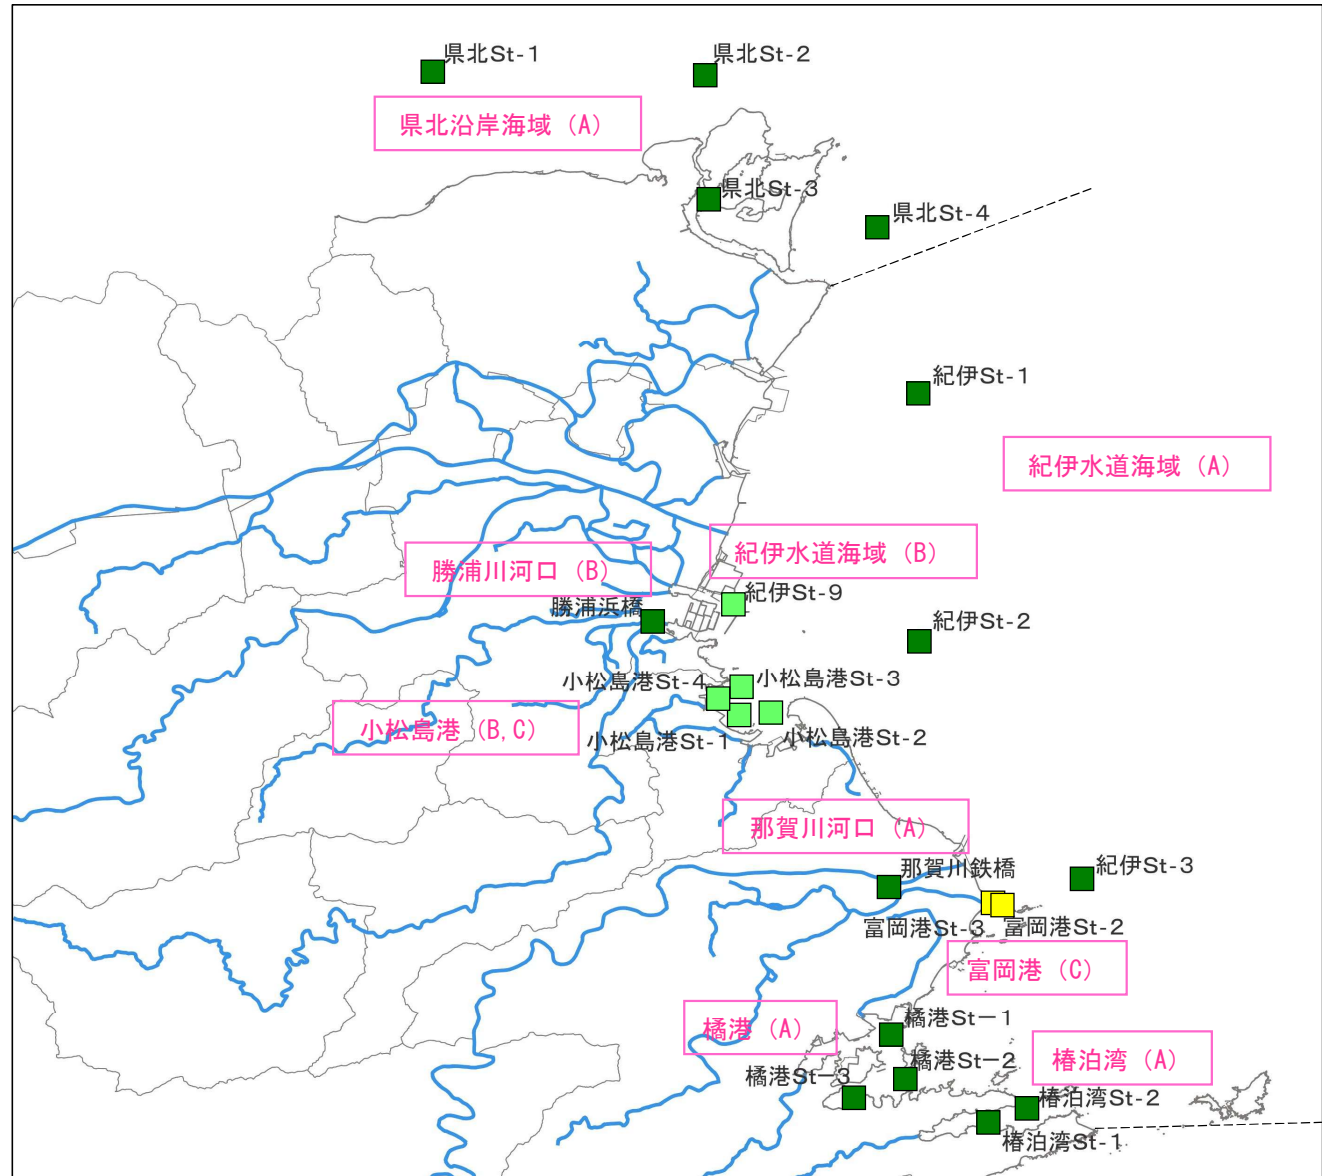 県北St-1
県北St-2
県北沿岸海域（A）
県北St-3
県北St-4
紀伊St-1
紀伊水道海域（A）
紀伊水道海域（B）
勝浦川河口（B）
紀伊St-9
勝浦浜橋
紀伊St-2
小松島港St-4
小松島港St-3
小松島港（B,C）
小松島港St-1
小松島港St-2
那賀川河口（A）
那賀川鉄橋
紀伊St-3
富岡港St-3
富岡港St-2
富岡港（C）
橘港（A）
橘港St－1
椿泊湾（A）
橘港St－2
橘港St－3
椿泊湾St-2
椿泊湾St-1